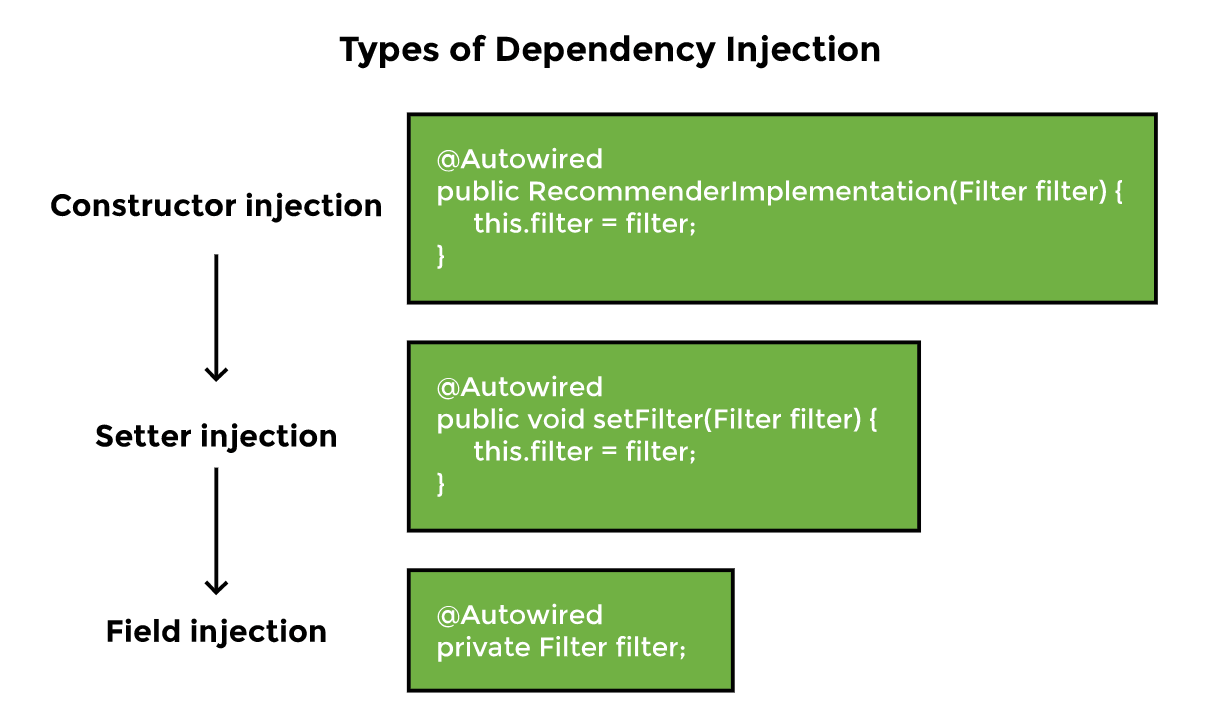 Types of Dependency Injection
Constructor injection
@Autowired
public RecommenderImplementation(Filter filter) {
this.filter = filter;
}
Setter injection
@Autowired
public void setFilter(Filter filter) {
this.filter = filter;
}
Field injection
@Autowired
private Filter filter;